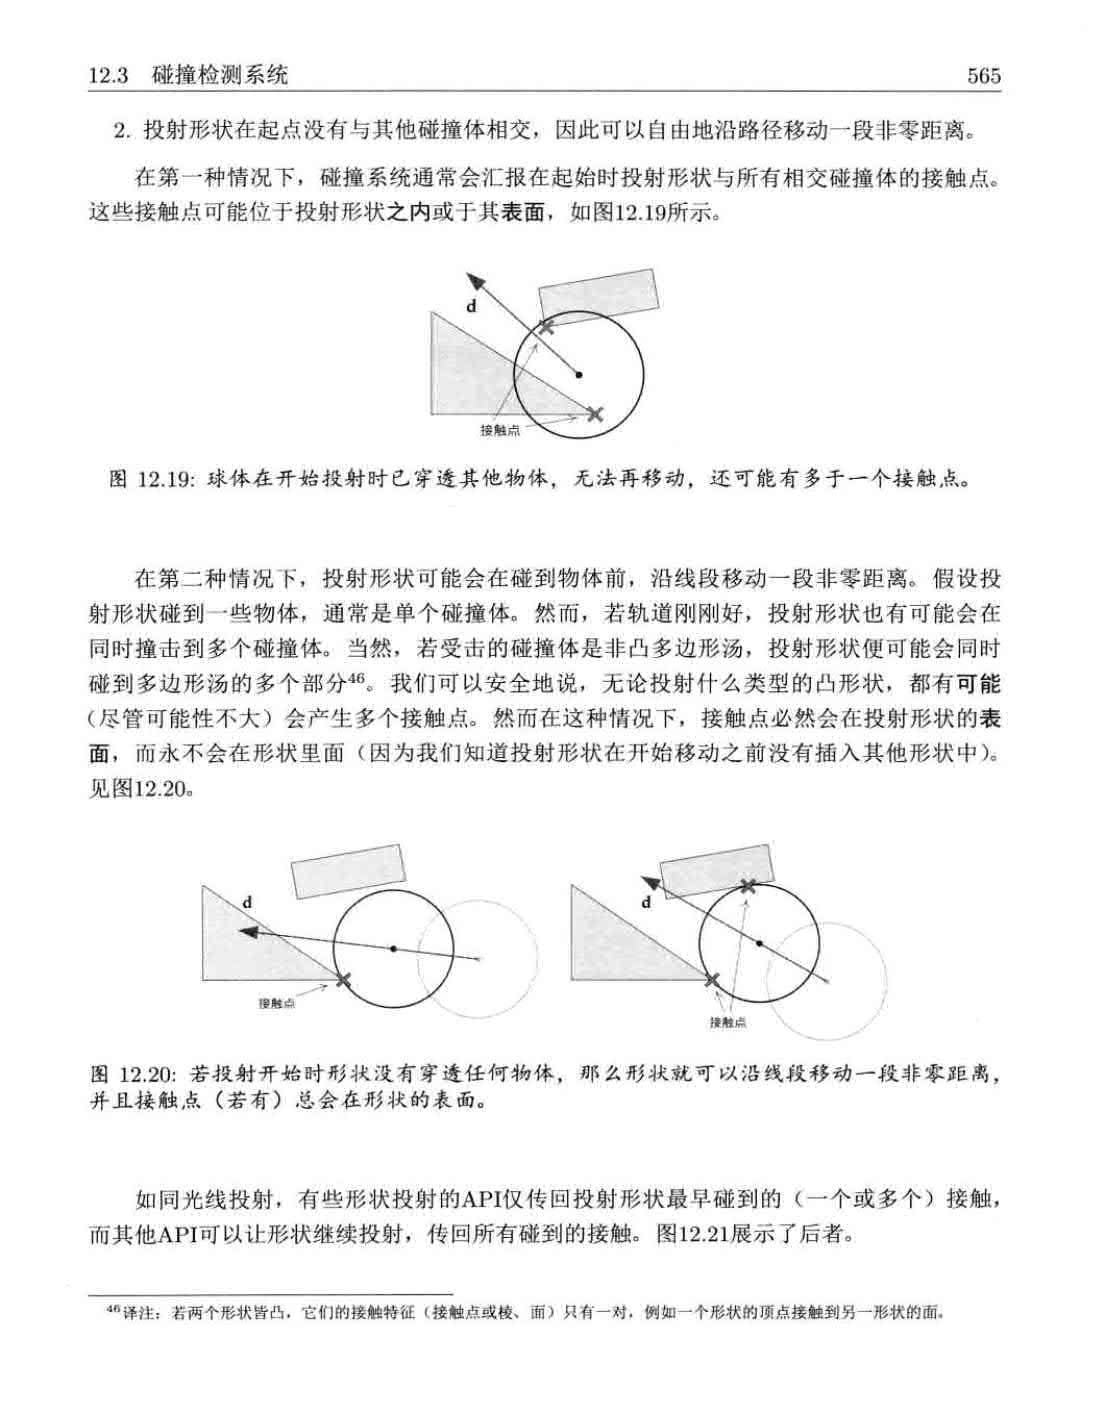 12.3 碰撞检测系统 565
2. 投射形状在起点没有与其他碰撞体相交，因此可以自由地沿路径移动一段非零距离。
在第一种情况下，碰撞系统通常会汇报在起始时投射形状与所有相交碰撞体的接触点。
这些接触点可能位于投射形状之内或于其表面，如图12.19所示。
d
接触点
图 12.19: 球体在开始投射时已穿透其他物体，无法再移动，还可能有多于一个接触点。
在第二种情况下，投射形状可能会在碰到物体前，沿线段移动一段非零距离。假设投
射形状碰到一些物体，通常是单个碰撞体。然而，若轨道刚刚好，投射形状也有可能会在
同时撞击到多个碰撞体。当然，若受击的碰撞体是非凸多边形汤，投射形状便可能会同时
碰到多边形汤的多个部分46。我们可以安全地说，无论投射什么类型的凸形状，都有可能
（尽管可能性不大）会产生多个接触点。然而在这种情况下，接触点必然会在投射形状的表
面，而永不会在形状里面（因为我们知道投射形状在开始移动之前没有插入其他形状中）。
见图12.20。
d
接触点
d
接触点
图 12.20: 若投射开始时形状没有穿透任何物体，那么形状就可以沿线段移动一段非零距离，
并且接触点（若有）总会在形状的表面。
如同光线投射，有些形状投射的API仅传回投射形状最早碰到的（一个或多个）接触，
而其他API可以让形状继续投射，传回所有碰到的接触。图12.21展示了后者。
46译注：若两个形状皆凸，它们的接触特征（接触点或棱、面）只有一对，例如一个形状的顶点接触到另一形状的面。